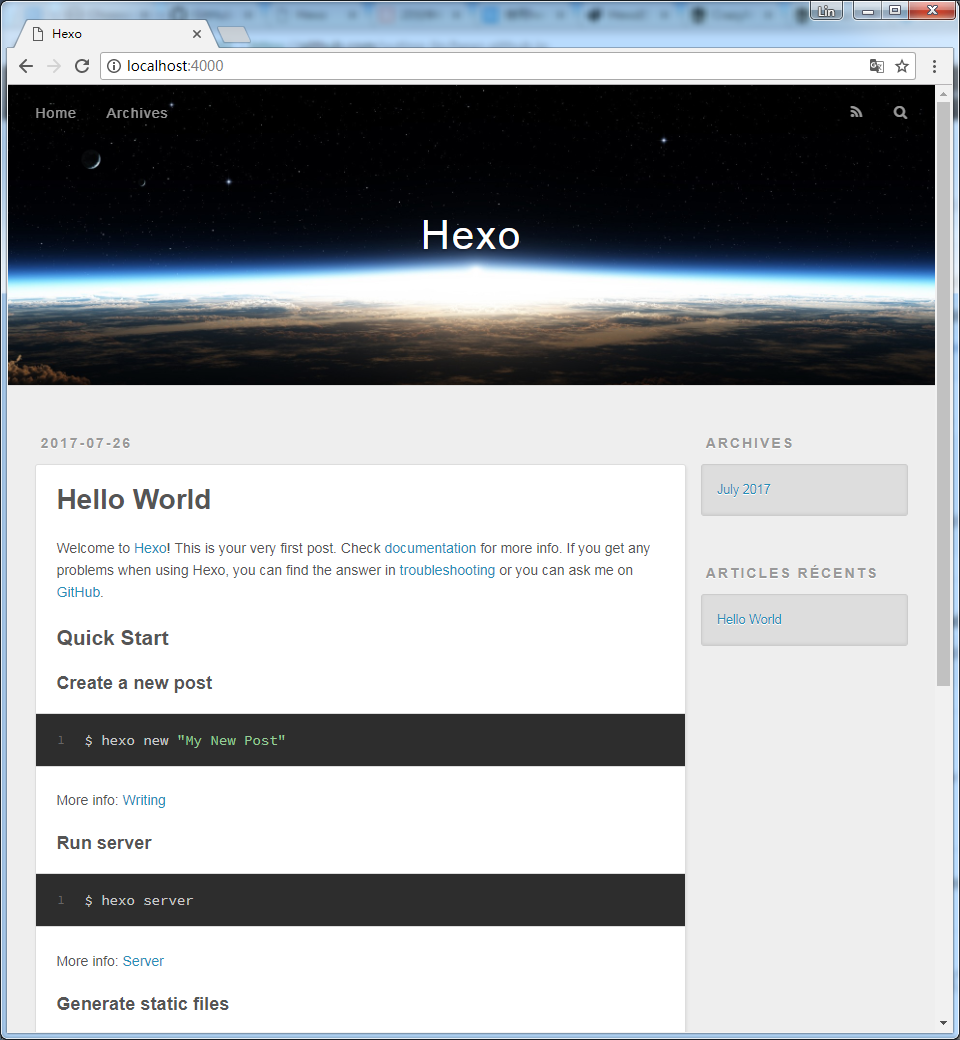 Lin
Hexo
localhost:4000
Home Archives
Hexo
2017-07-26
Hello World
Welcome to Hexo! This is your very first post. Check documentation for more info. If you get any
problems when using Hexo, you can find the answer in troubleshooting or you can ask me on
GitHub.
Quick Start
Create a new post
1 $ hexo new "My New Post"
More info: Writing
Run server
1 $ hexo server
More info: Server
Generate static files
ARCHIVES
July 2017
ARTICLES RÉCENTS
Hello World